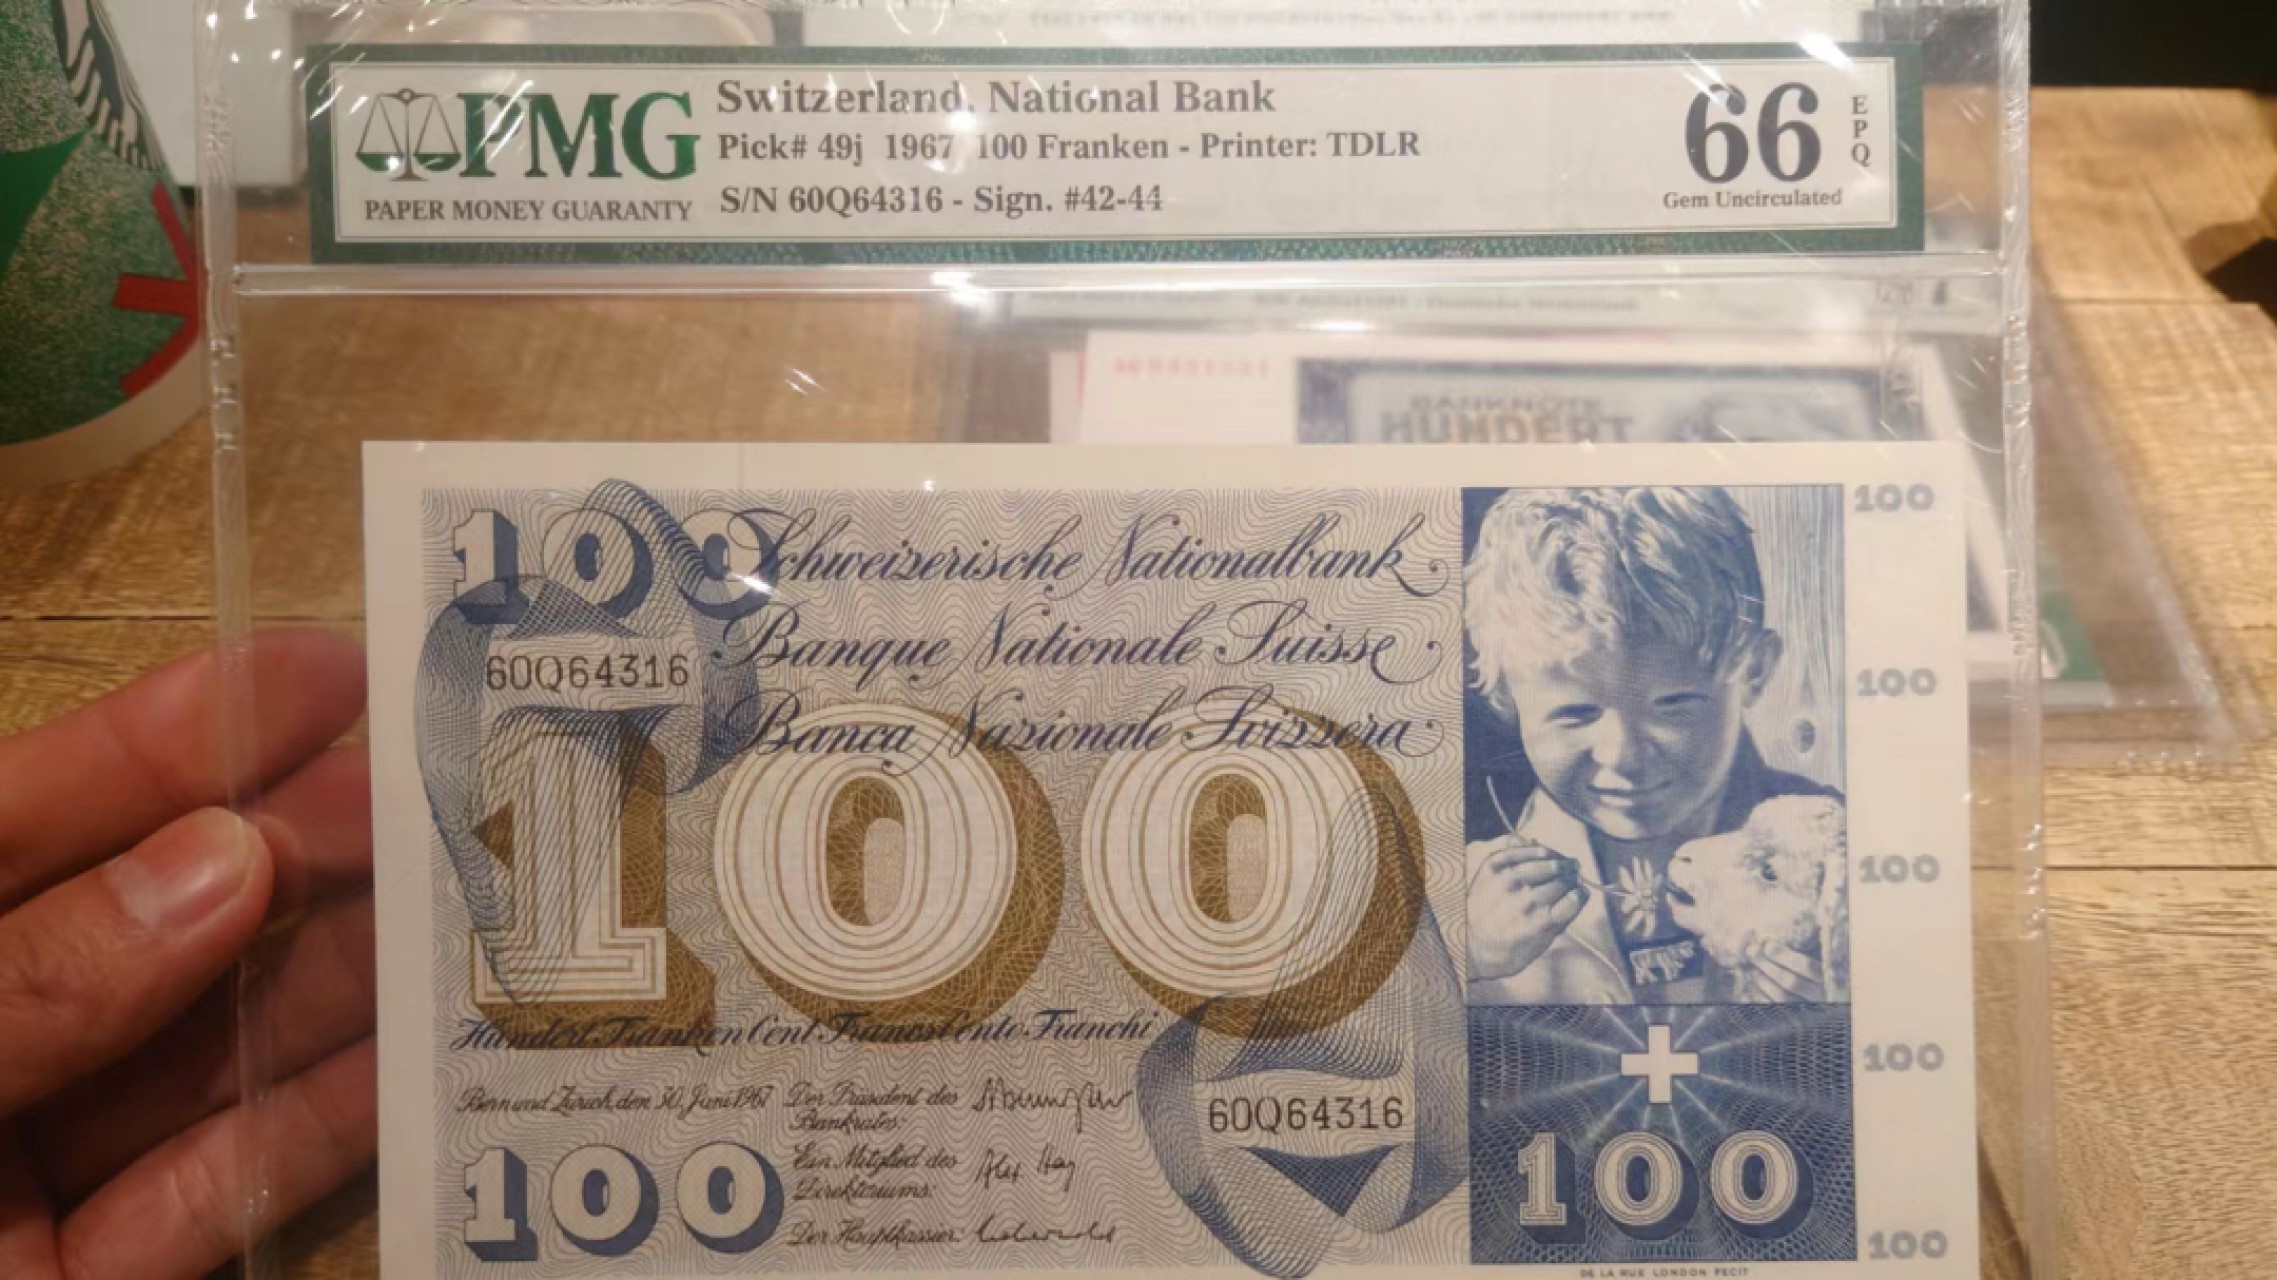 PMG
PAPER MONEY GUARANTY
Switzerland, National Bank
Pick# 49j 1967 100 Franken - Printer: TDLR
S/N 60Q64316 - Sign. #42-44
66
EPQ
Gem Uncirculated
BANKNOTE
HUNDERT
100
Schweizerische Nationalbank
Banque Nationale Suisse
Banca Nazionale Svizzera
60Q64316
100
Hundert Franken Cent Francs Cento Franchi
Bern und Zürich, den 30. Juni 1967
Der Präsident des
Bankrates:
Ein Mitglied des
Direktoriums:
Der Hauptkassier:
60Q64316
100
100
100
100
100
100
100
DE LA RUE LONDON FECIT